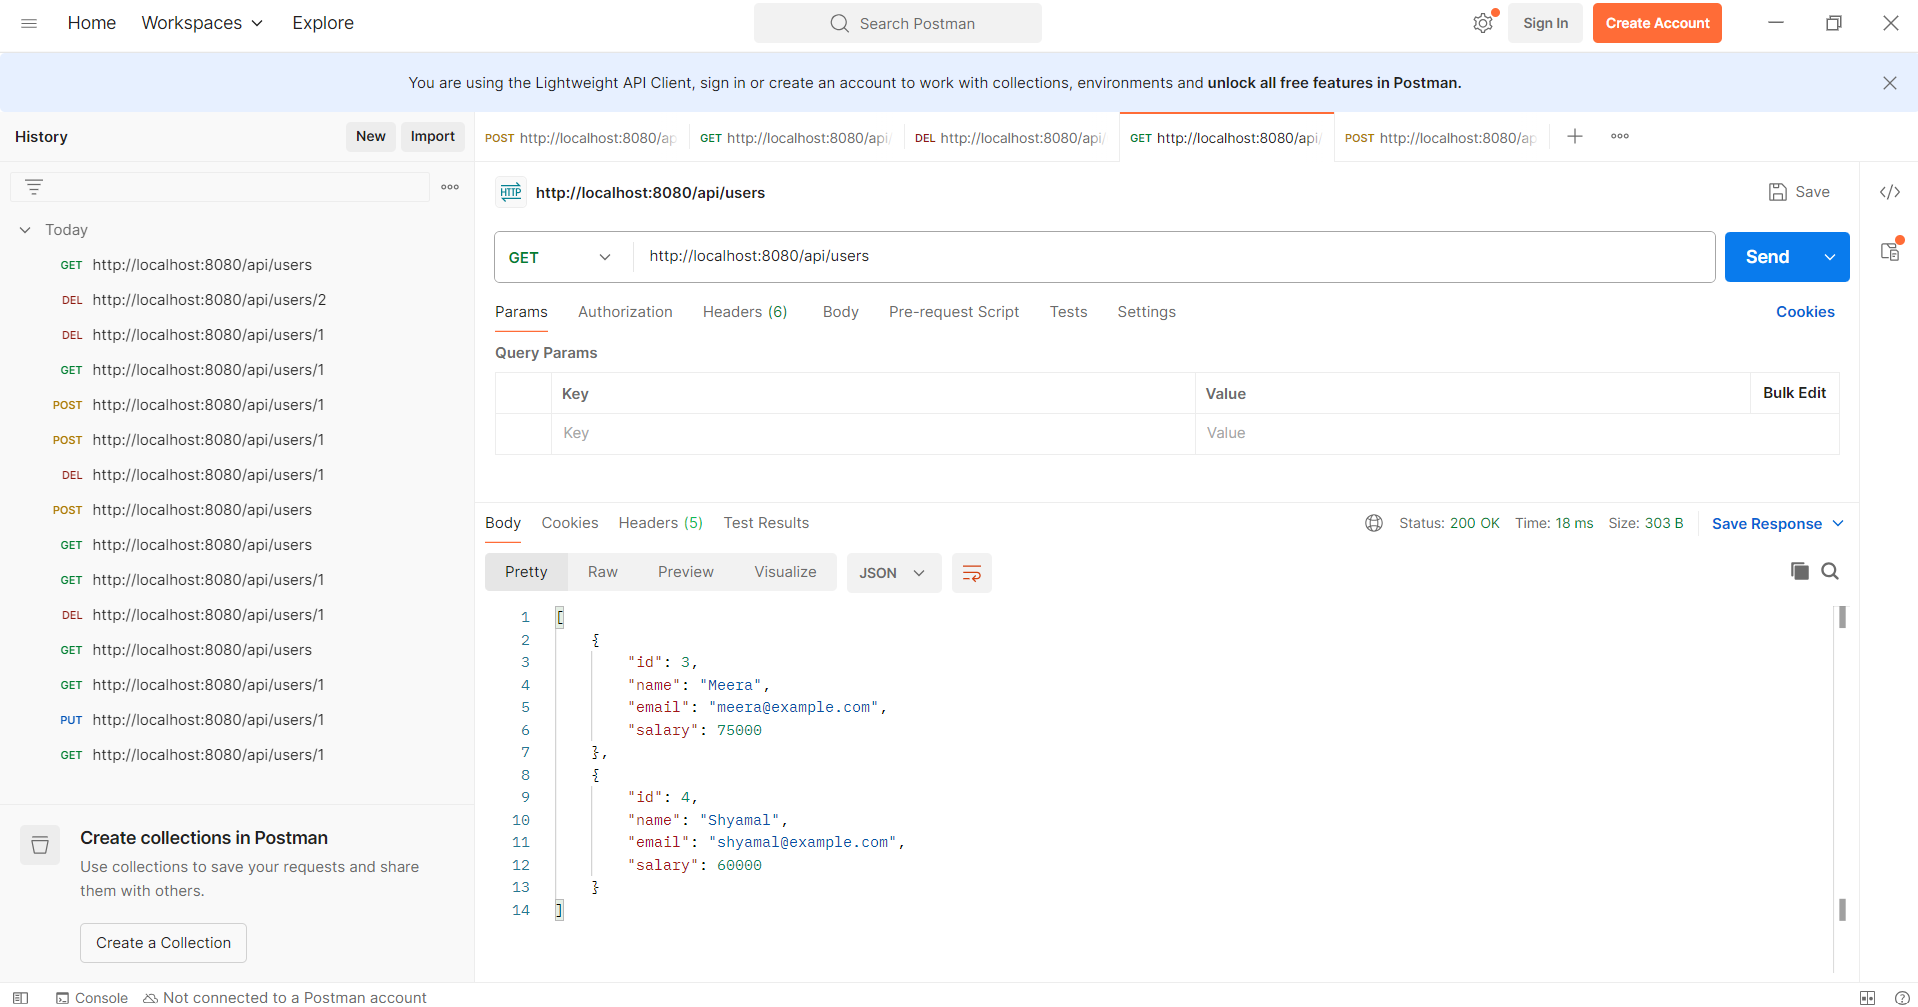 Home Workspaces Explore Search Postman Sign In Create Account
You are using the Lightweight API Client, sign in or create an account to work with collections, environments and unlock all free features in Postman.
History New Import
POST http://localhost:8080/ap GET http://localhost:8080/api/ DEL http://localhost:8080/api/ GET http://localhost:8080/api/ POST http://localhost:8080/ap
HTTP http://localhost:8080/api/users Save
Today
GET http://localhost:8080/api/users
DEL http://localhost:8080/api/users/2
DEL http://localhost:8080/api/users/1
GET http://localhost:8080/api/users/1
POST http://localhost:8080/api/users/1
POST http://localhost:8080/api/users/1
DEL http://localhost:8080/api/users/1
POST http://localhost:8080/api/users
GET http://localhost:8080/api/users
GET http://localhost:8080/api/users/1
DEL http://localhost:8080/api/users/1
GET http://localhost:8080/api/users
GET http://localhost:8080/api/users/1
PUT http://localhost:8080/api/users/1
GET http://localhost:8080/api/users/1
Create collections in Postman
Use collections to save your requests and share
them with others.
Create a Collection
GET http://localhost:8080/api/users Send
Params Authorization Headers (6) Body Pre-request Script Tests Settings Cookies
Query Params
Key Value Bulk Edit
Key Value
Body Cookies Headers (5) Test Results Status: 200 OK Time: 18 ms Size: 303 B Save Response
Pretty Raw Preview Visualize JSON
1 [
2 {
3 "id": 3,
4 "name": "Meera",
5 "email": "meera@example.com",
6 "salary": 75000
7 },
8 {
9 "id": 4,
10 "name": "Shyamal",
11 "email": "shyamal@example.com",
12 "salary": 60000
13 }
14 ]
Console Not connected to a Postman account